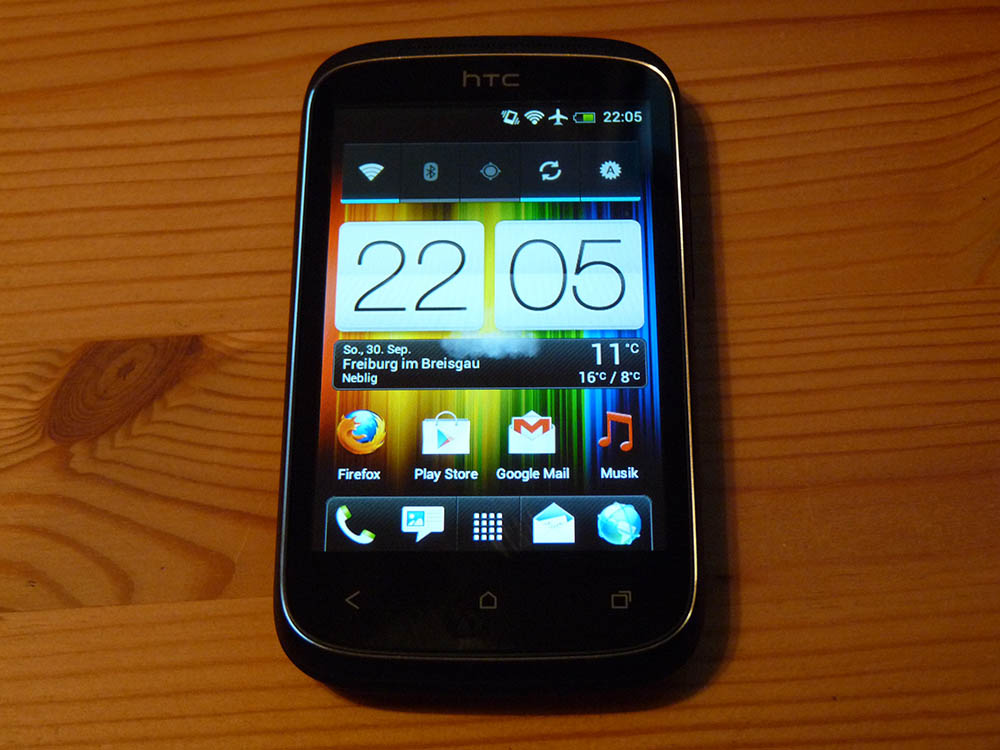 hTC
22:05
A
22 05
So., 30. Sep.
11°C
Freiburg im Breisgau
Neblig
16°C / 8°C
Firefox Play Store Google Mail Musik